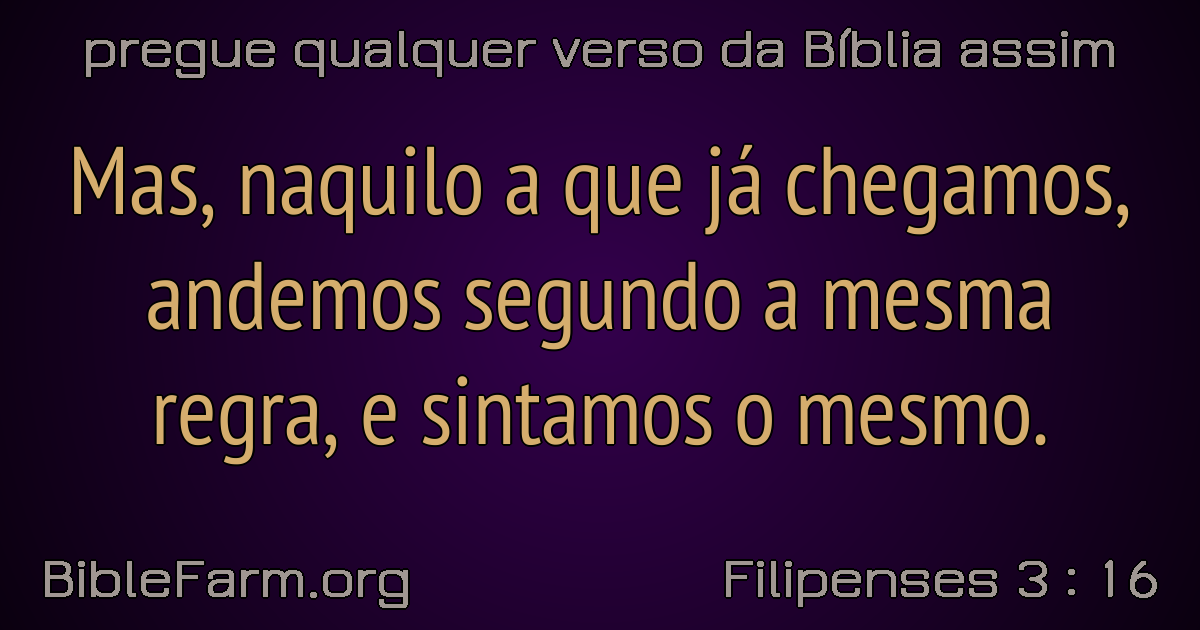 pregue qualquer verso da Bíblia assim
Mas, naquilo a que já chegamos,
andemos segundo a mesma
regra, e sintamos o mesmo.
BibleFarm.org
Filipenses 3 : 16